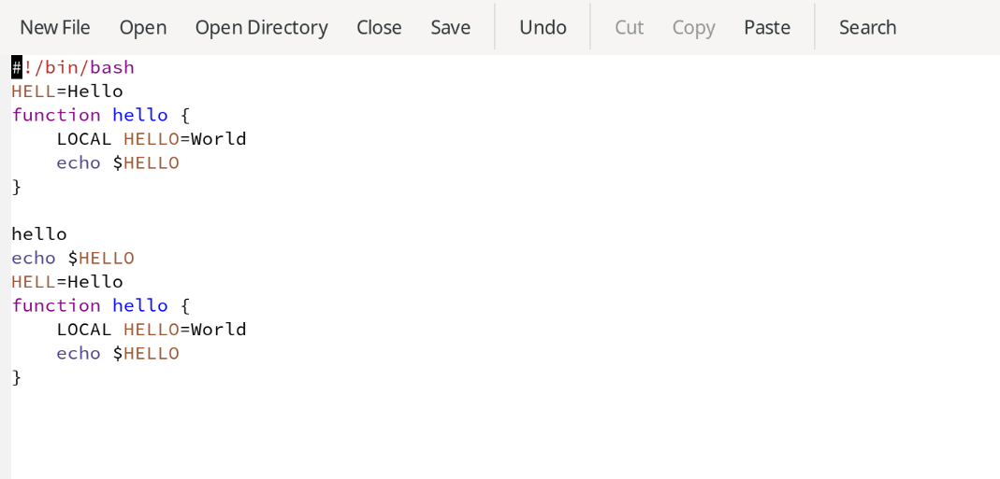 New File Open Open Directory Close Save Undo Cut Copy Paste Search
#!/bin/bash
HELL=Hello
function hello {
    LOCAL HELLO=World
    echo $HELLO
}

hello
echo $HELLO
HELL=Hello
function hello {
    LOCAL HELLO=World
    echo $HELLO
}